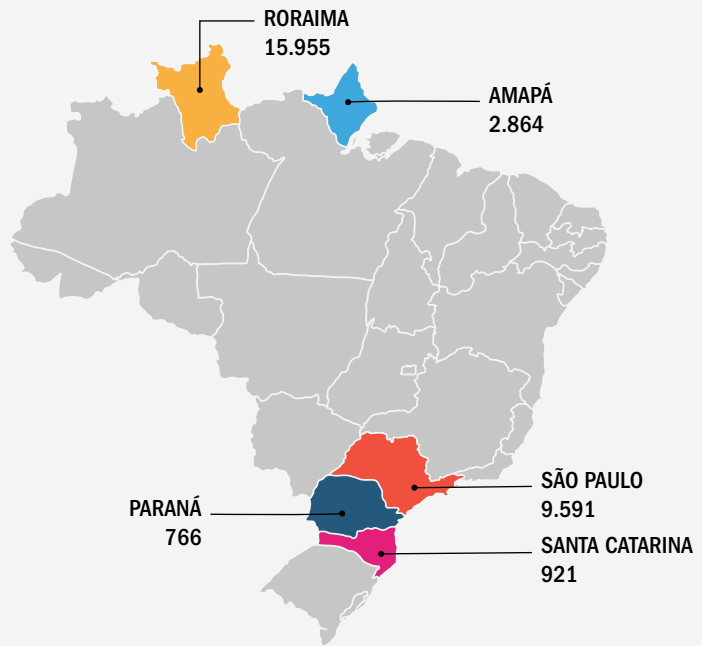 RORAIMA
15.955
AMAPÁ
2.864
SÃO PAULO
9.591
PARANÁ
766
SANTA CATARINA
921